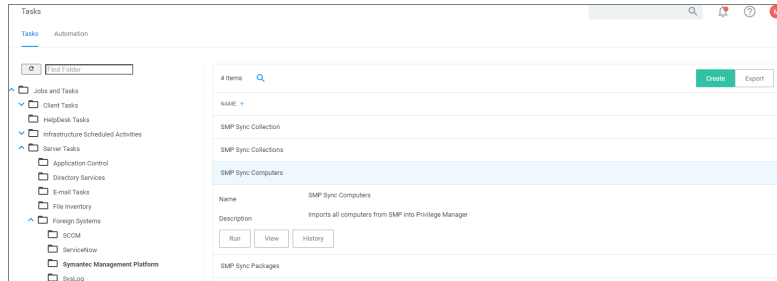 Tasks
Tasks Automation
Find Folder
Jobs and Tasks
Client Tasks
HelpDesk Tasks
Infrastructure Scheduled Activities
Server Tasks
Application Control
Directory Services
E-mail Tasks
File Inventory
Foreign Systems
SCCM
ServiceNow
Symantec Management Platform
SysLog
4 Items
Create Export
NAME
SMP Sync Collection
SMP Sync Collections
SMP Sync Computers
Name SMP Sync Computers
Description Imports all computers from SMP into Privilege Manager
Run View History
SMP Sync Packages